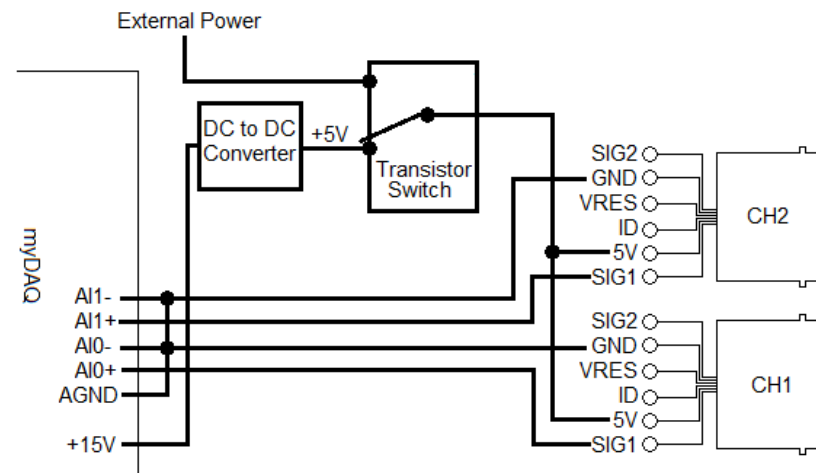 External Power
DC to DC
Converter
+5V
Transistor
Switch
myDAQ
AI1-
AI1+
AI0-
AI0+
AGND
+15V
SIG2
GND
VRES
ID
5V
SIG1
CH2
SIG2
GND
VRES
ID
5V
SIG1
CH1